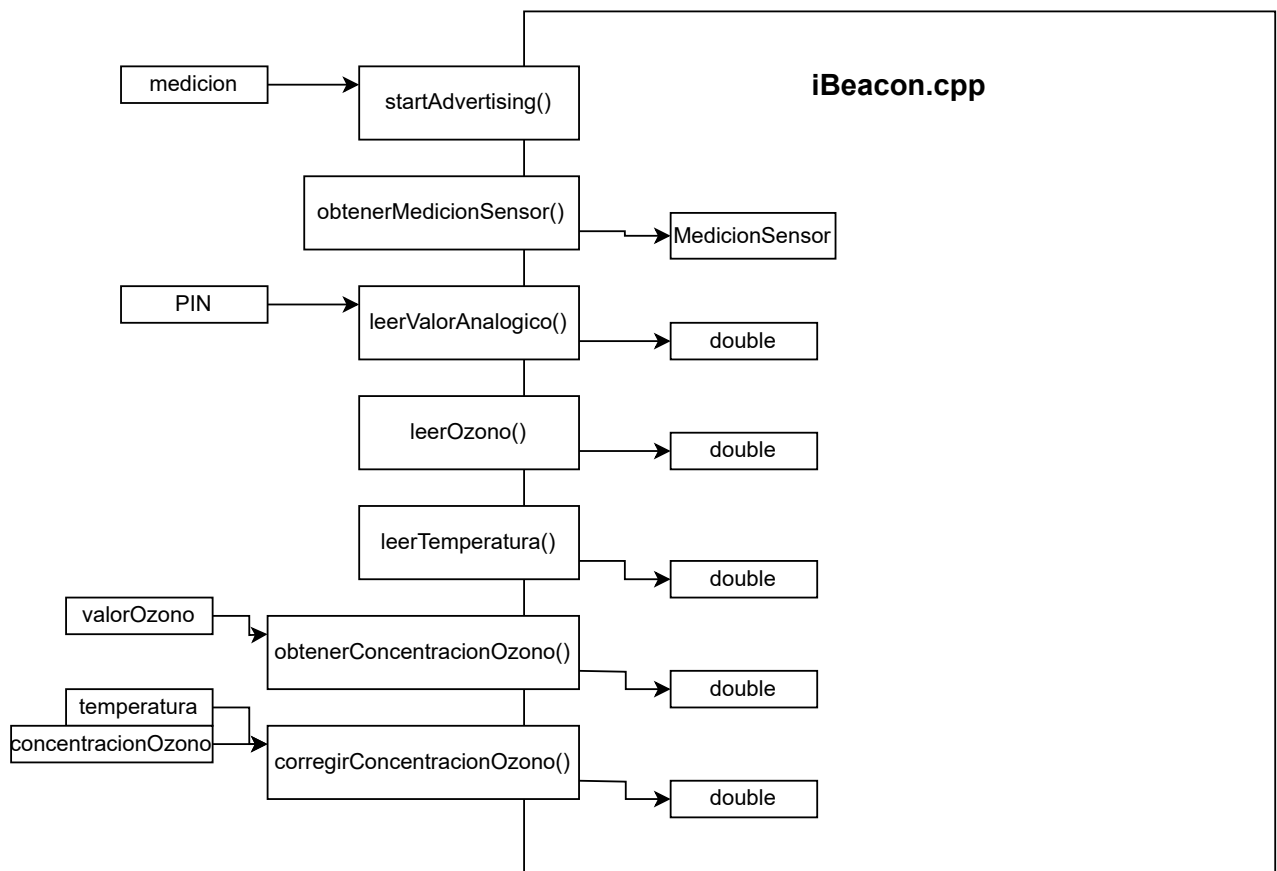 iBeacon.cpp
medicion
startAdvertising()
obtenerMedicionSensor()
MedicionSensor
PIN
leerValorAnalogico()
double
leerOzono()
double
leerTemperatura()
double
valorOzono
obtenerConcentracionOzono()
double
temperatura
concentracionOzono
corregirConcentracionOzono()
double